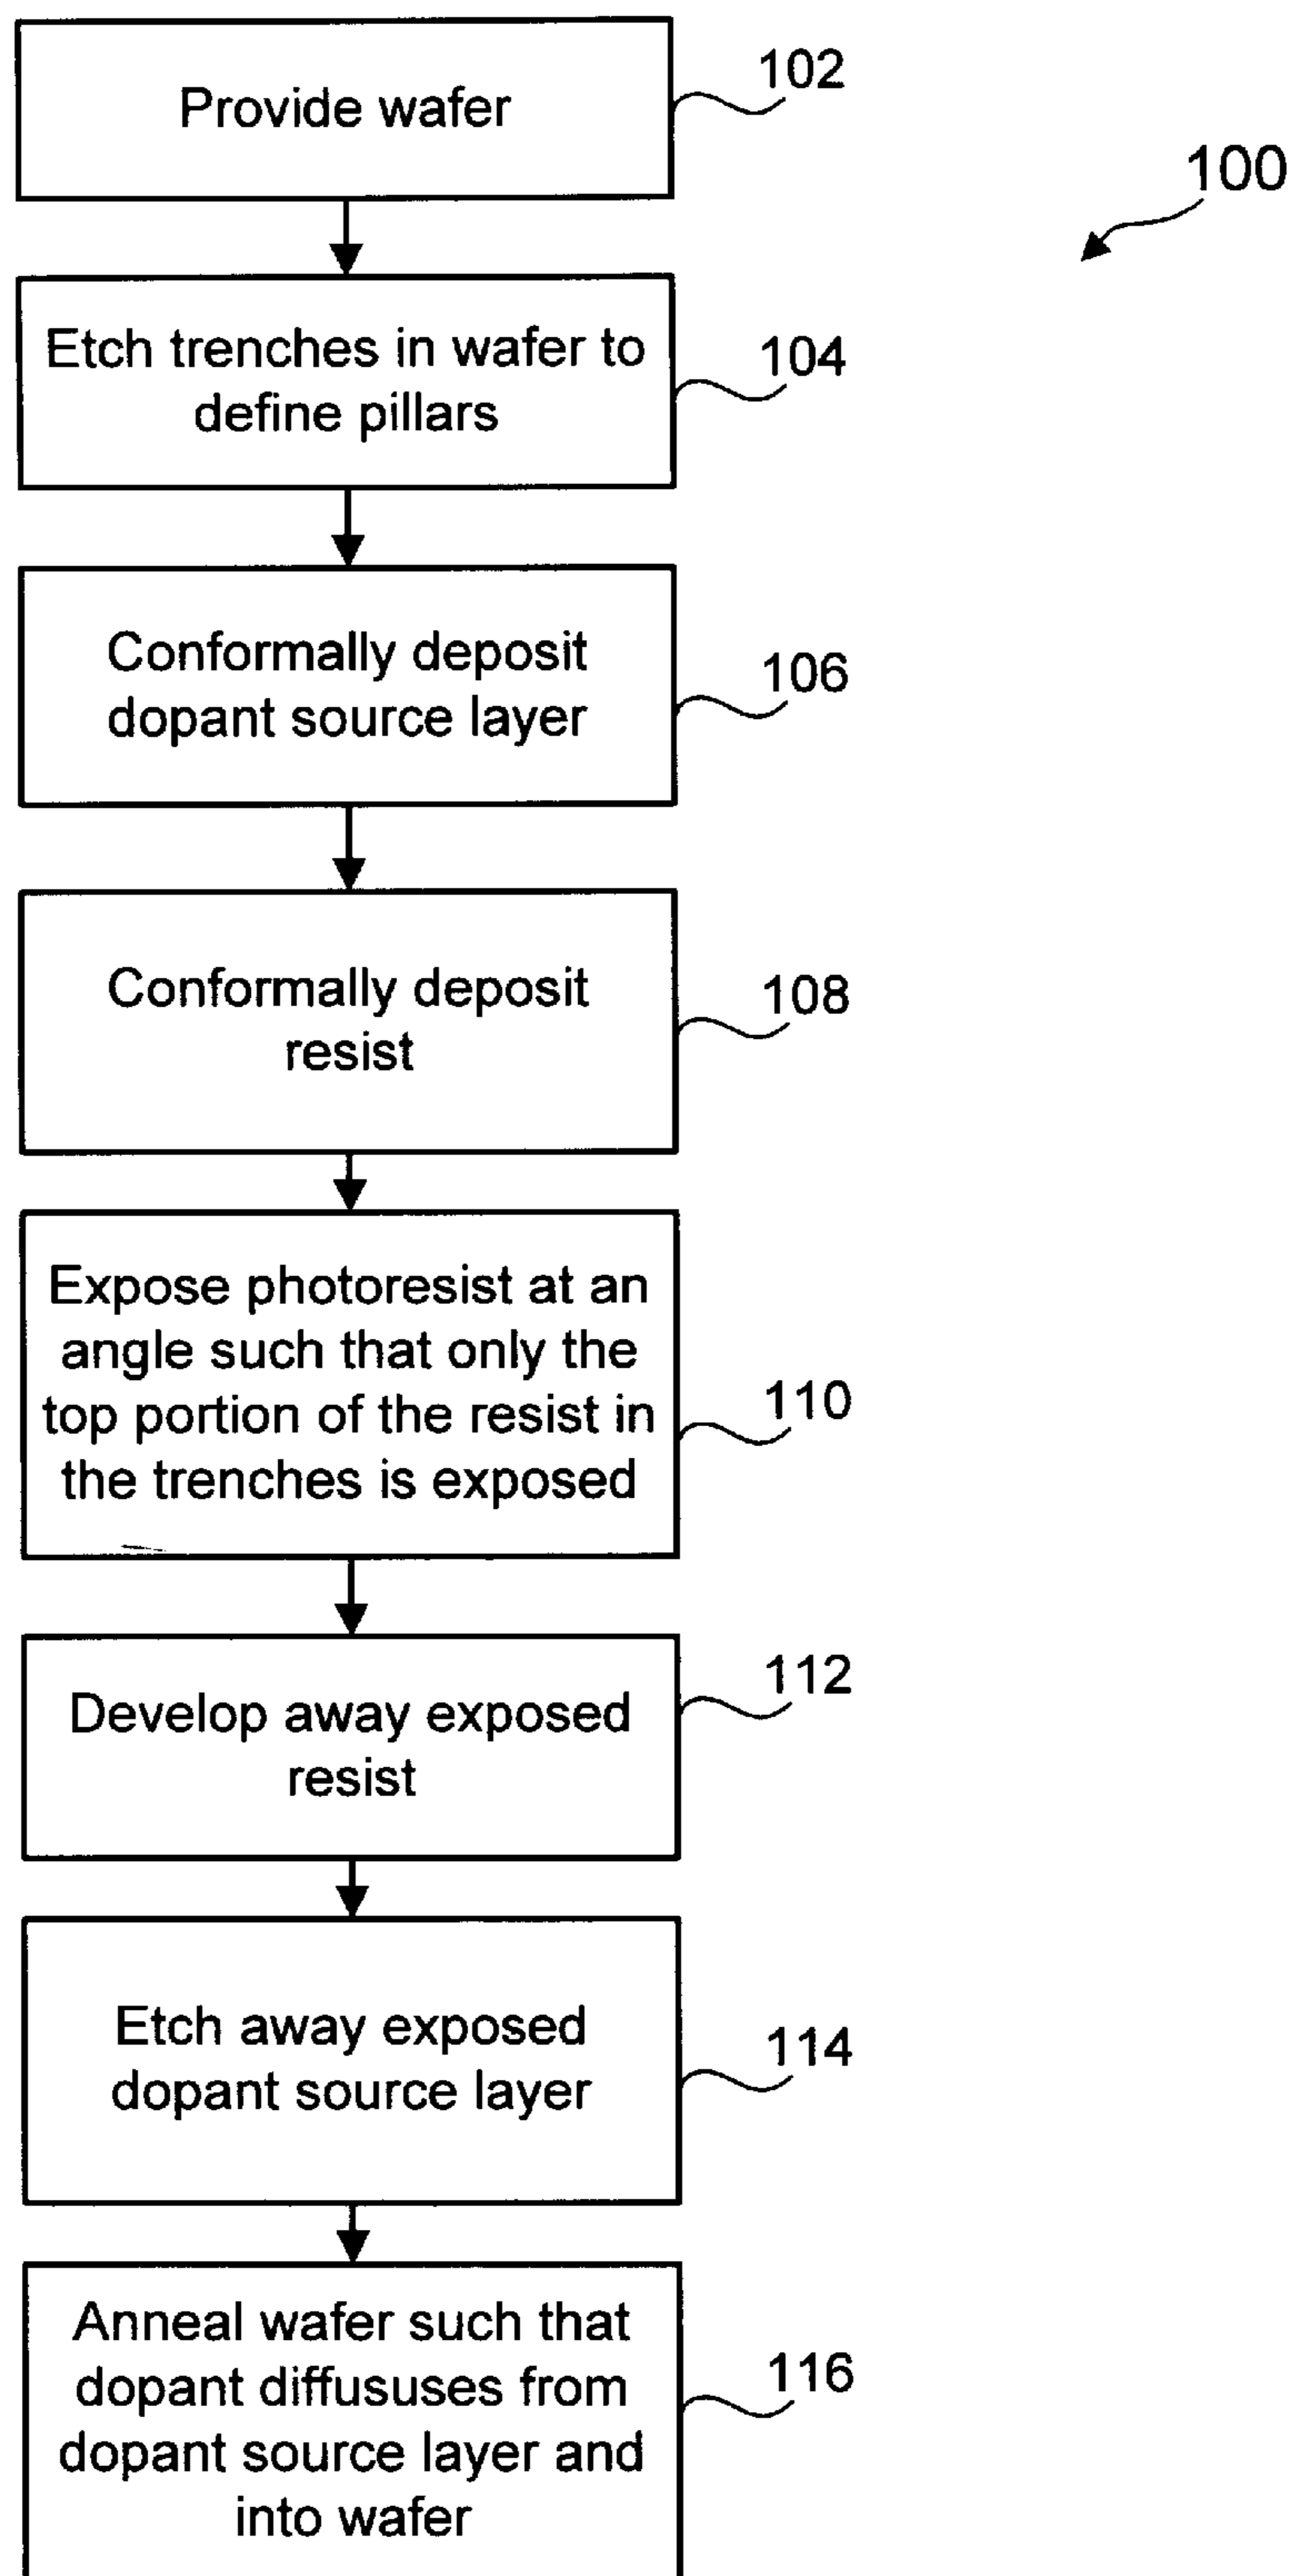 Provide wafer
102
100
Etch trenches in wafer to
define pillars
104
Conformally deposit
dopant source layer
106
Conformally deposit
resist
108
Expose photoresist at an
angle such that only the
top portion of the resist in
the trenches is exposed
110
Develop away exposed
resist
112
Etch away exposed
dopant source layer
114
Anneal wafer such that
dopant diffususes from
dopant source layer and
into wafer
116